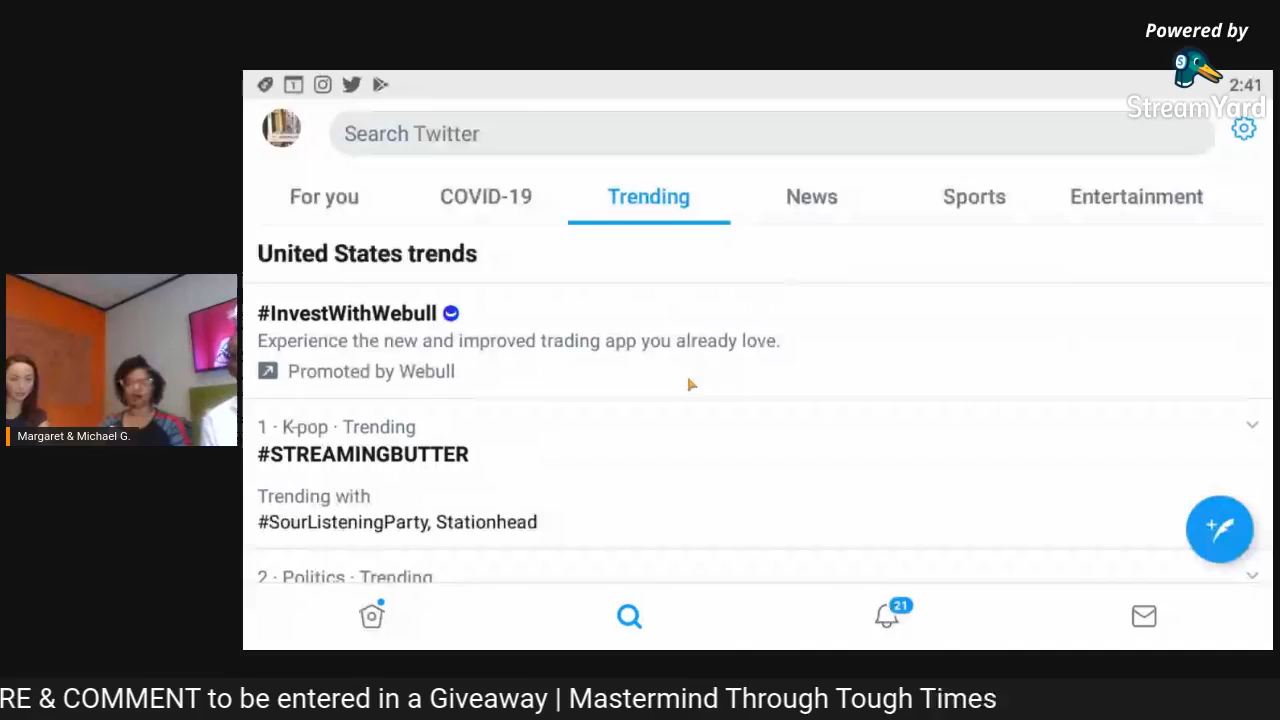 Powered by
StreamYard
2:41
Search Twitter
For you
COVID-19
Trending
News
Sports
Entertainment
United States trends
#InvestWithWebull
Experience the new and improved trading app you already love.
Promoted by Webull
1 · K-pop · Trending
#STREAMINGBUTTER
Trending with
#SourListeningParty, Stationhead
2 · Politics · Trending
21
Margaret & Michael G.
RE & COMMENT to be entered in a Giveaway | Mastermind Through Tough Times